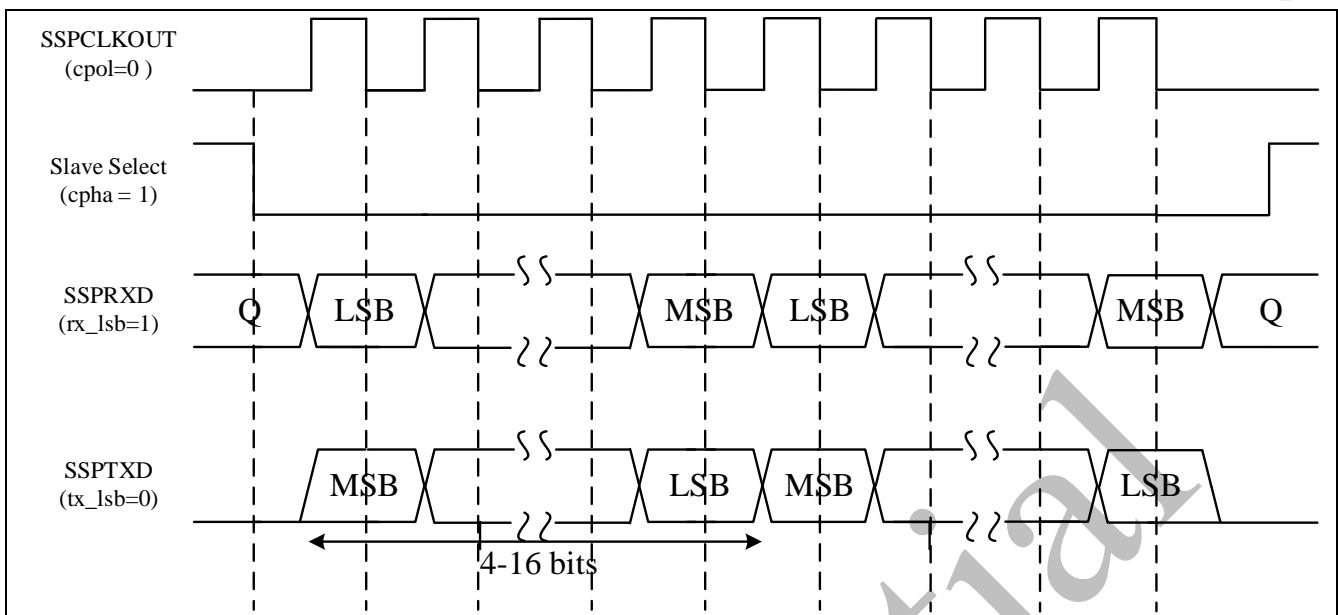 SSPCLKOUT
(cpol=0 )
Slave Select
(cpha = 1)
SSPRXD
(rx_lsb=1)
Q LSB MSB LSB MSB Q
SSPTXD
(tx_lsb=0)
MSB LSB MSB LSB
4-16 bits
tial